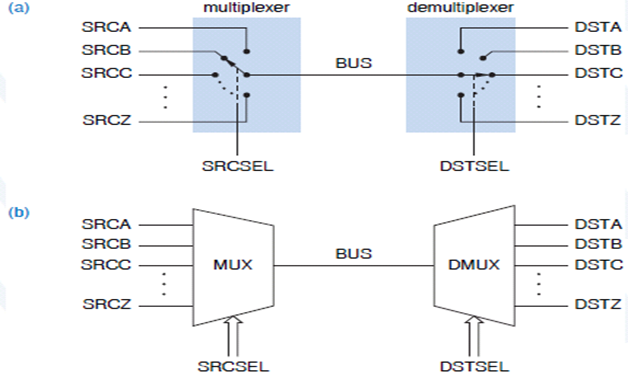 (a)
multiplexer
demultiplexer
SRCA
SRCB
SRCC
SRCZ
BUS
DSTA
DSTB
DSTC
DSTZ
SRCSEL
DSTSEL
(b)
SRCA
SRCB
SRCC
SRCZ
MUX
BUS
DMUX
DSTA
DSTB
DSTC
DSTZ
SRCSEL
DSTSEL